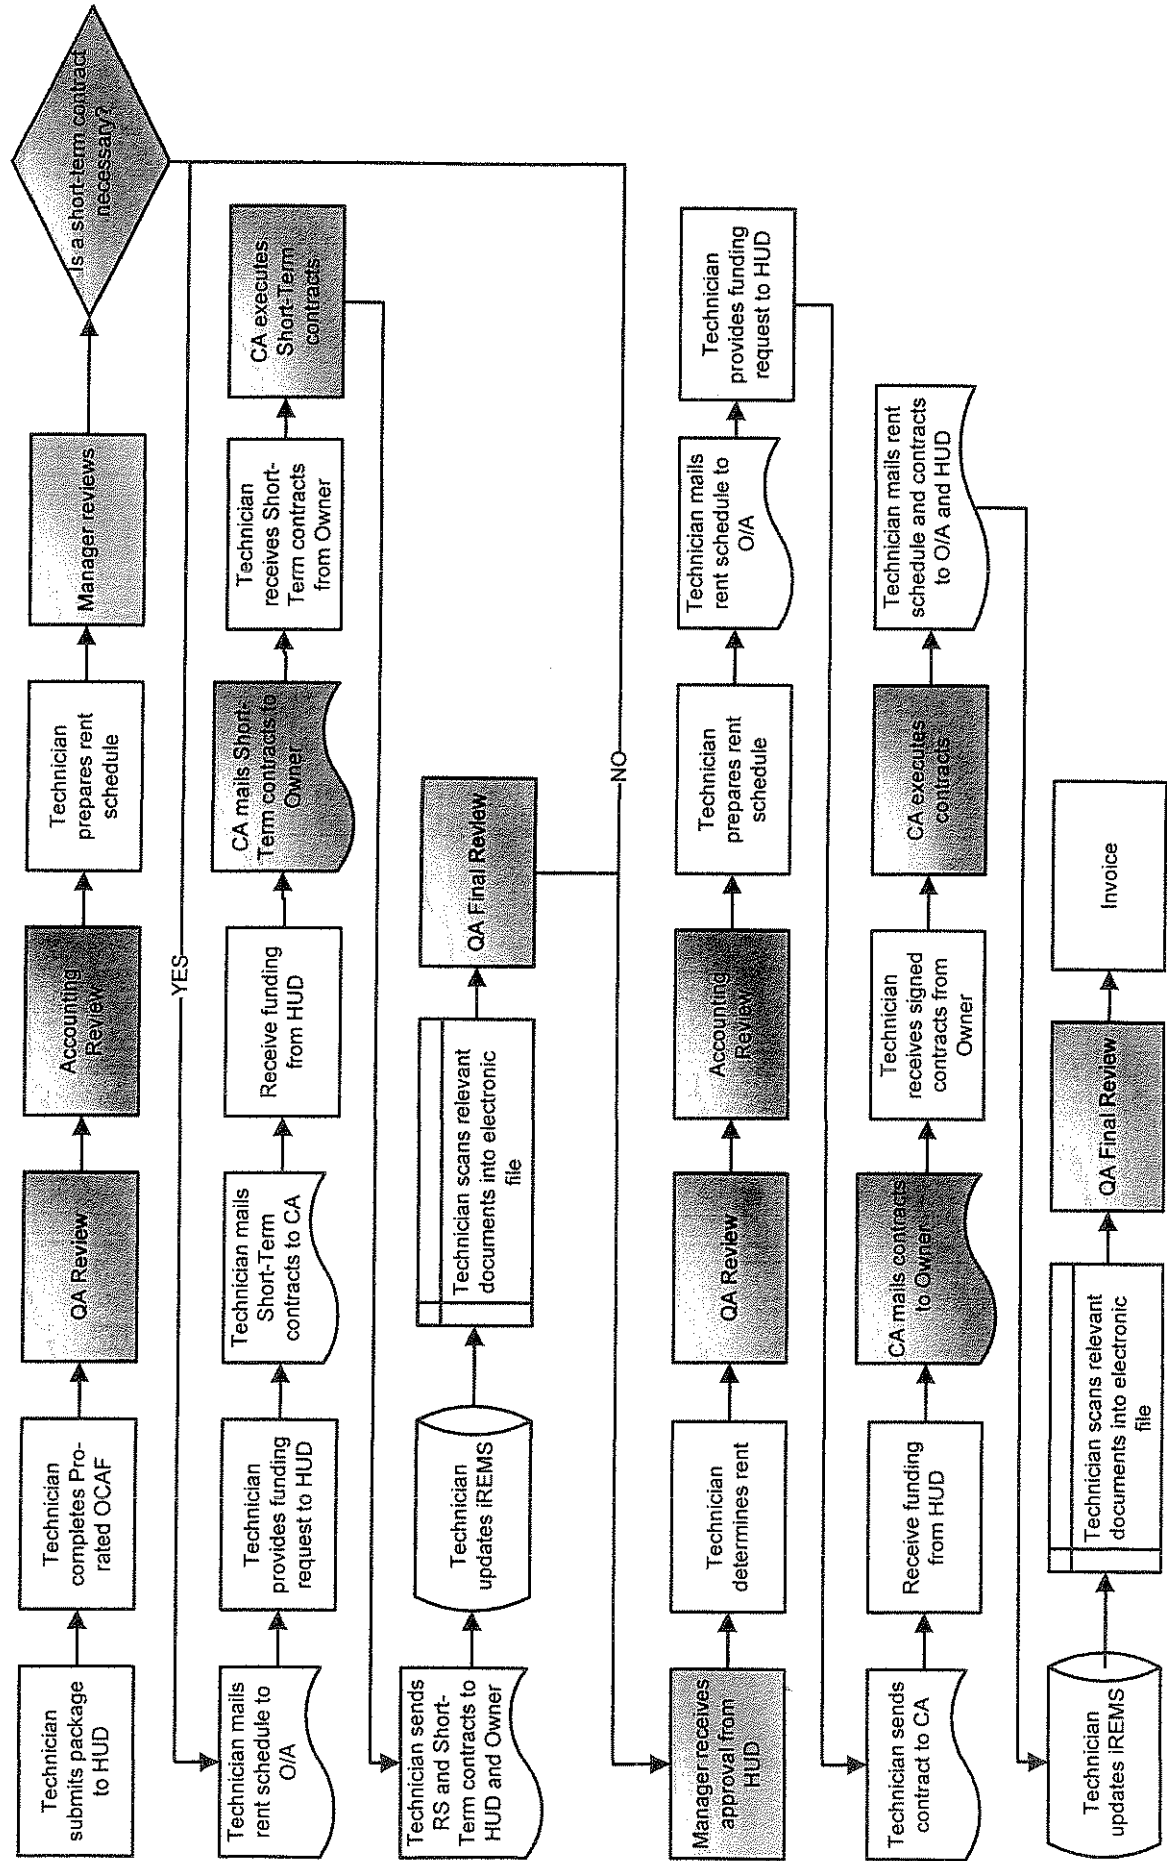 Technician
submits package
to HUD
Technician
completes Pro-
rated OCAF
QA Review
Accounting
Review
Technician
prepares rent
schedule
Manager reviews
Is a short-term contract
necessary?
YES
Technician mails
rent schedule to
O/A
Technician
provides funding
request to HUD
Technician mails
Short-Term
contracts to CA
Receive funding
from HUD
CA mails Short-
Term contracts to
Owner
Technician
receives Short-
Term contracts
from Owner
CA executes
Short-Term
contracts
Technician sends
RS and Short-
Term contracts to
HUD and Owner
Technician
updates iREMS
Technician scans relevant
documents into electronic
file
QA Final Review
NO
Manager receives
approval from
HUD
Technician
determines rent
QA Review
Accounting
Review
Technician
prepares rent
schedule
Technician mails
rent schedule to
O/A
Technician
provides funding
request to HUD
Technician sends
contract to CA
Receive funding
from HUD
CA mails contracts
to Owner
Technician
receives signed
contracts from
Owner
CA executes
contracts
Technician mails rent
schedule and contracts
to O/A and HUD
Technician
updates iREMS
Technician scans relevant
documents into electronic
file
QA Final Review
Invoice